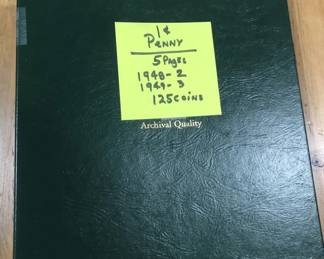 1¢
PENNY
5 Pages
1948-2
1949-3
125 coins
Archival Quality